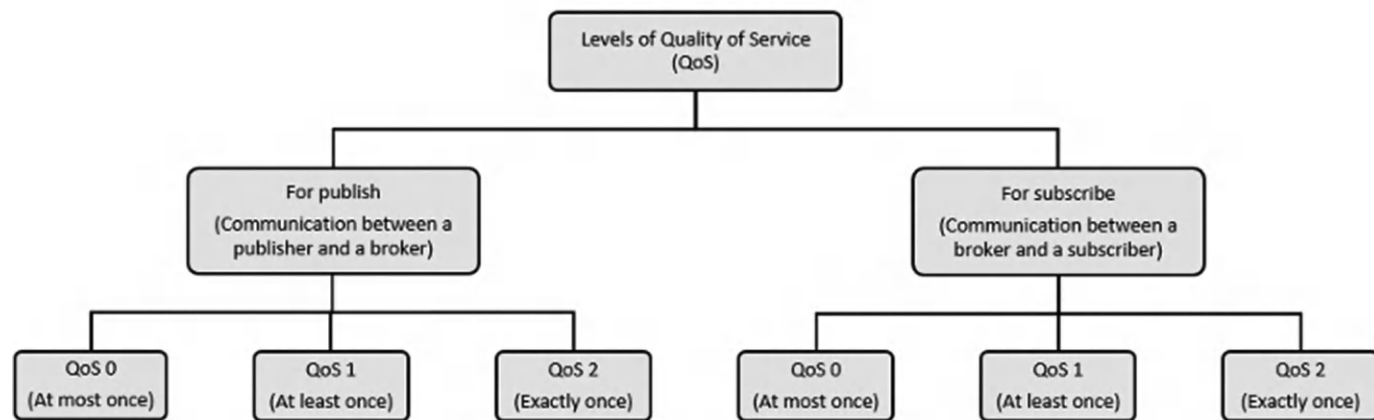 Levels of Quality of Service
(QoS)
For publish
(Communication between a
publisher and a broker)
For subscribe
(Communication between a
broker and a subscriber)
QoS 0
(At most once)
QoS 1
(At least once)
QoS 2
(Exactly once)
QoS 0
(At most once)
QoS 1
(At least once)
QoS 2
(Exactly once)